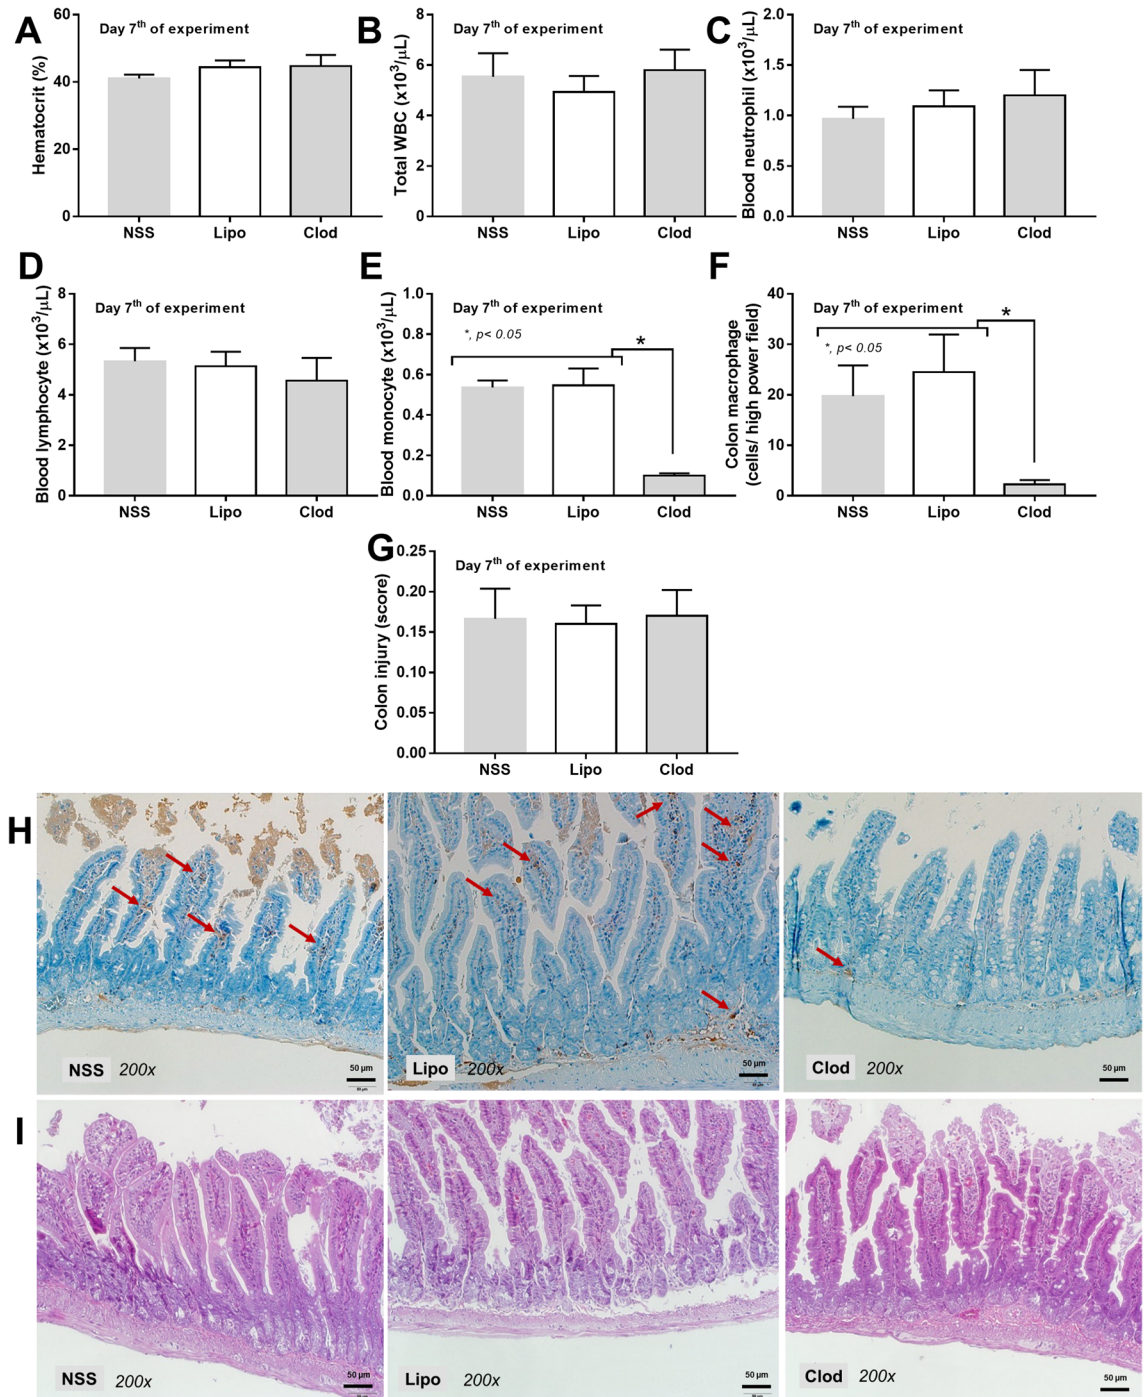 A
Day 7th of experiment
Hematocrit (%)
60
40
20
0
NSS Lipo Clod
B
Day 7th of experiment
Total WBC (x10³/µL)
8
6
4
2
0
NSS Lipo Clod
C
Day 7th of experiment
Blood neutrophil (x10³/µL)
2.0
1.5
1.0
0.5
0.0
NSS Lipo Clod
D
Day 7th of experiment
Blood lymphocyte (x10³/µL)
8
6
4
2
0
NSS Lipo Clod
E
Day 7th of experiment
*, p< 0.05
*
Blood monocyte (x10³/µL)
1.0
0.8
0.6
0.4
0.2
0.0
NSS Lipo Clod
F
Day 7th of experiment
*, p< 0.05
*
Colon macrophage
(cells/ high power field)
40
30
20
10
0
NSS Lipo Clod
G
Day 7th of experiment
Colon injury (score)
0.25
0.20
0.15
0.10
0.05
0.00
NSS Lipo Clod
H
NSS 200x
50 µm
Lipo 200x
50 µm
Clod 200x
50 µm
I
NSS 200x
50 µm
Lipo 200x
50 µm
Clod 200x
50 µm